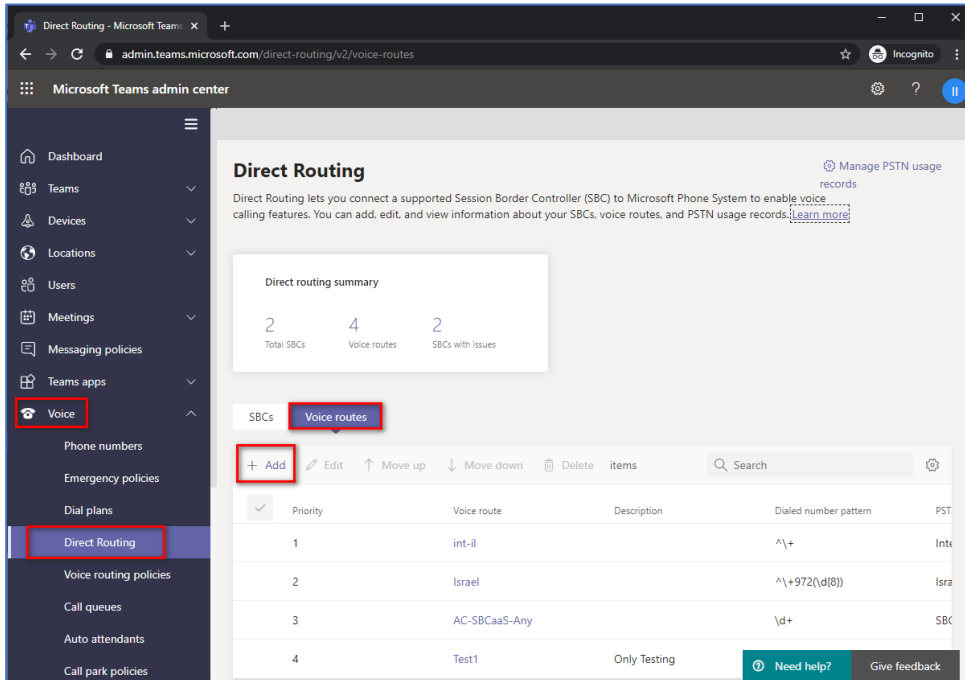 Direct Routing - Microsoft Teams
admin.teams.microsoft.com/direct-routing/v2/voice-routes
Incognito
Microsoft Teams admin center
?
II
Dashboard
Teams
Devices
Locations
Users
Meetings
Messaging policies
Teams apps
Voice
Phone numbers
Emergency policies
Dial plans
Direct Routing
Voice routing policies
Call queues
Auto attendants
Call park policies
Direct Routing
Manage PSTN usage
records
Direct Routing lets you connect a supported Session Border Controller (SBC) to Microsoft Phone System to enable voice
calling features. You can add, edit, and view information about your SBCs, voice routes, and PSTN usage records. Learn more
Direct routing summary
2 4 2
Total SBCs Voice routes SBCs with issues
SBCs Voice routes
+ Add Edit Move up Move down Delete items Search
Priority Voice route Description Dialed number pattern PST
1 int-il ^\+ Inte
2 Israel ^\+972(\d{8}) Isra
3 AC-SBCaaS-Any \d+ SBC
4 Test1 Only Testing
Need help? Give feedback